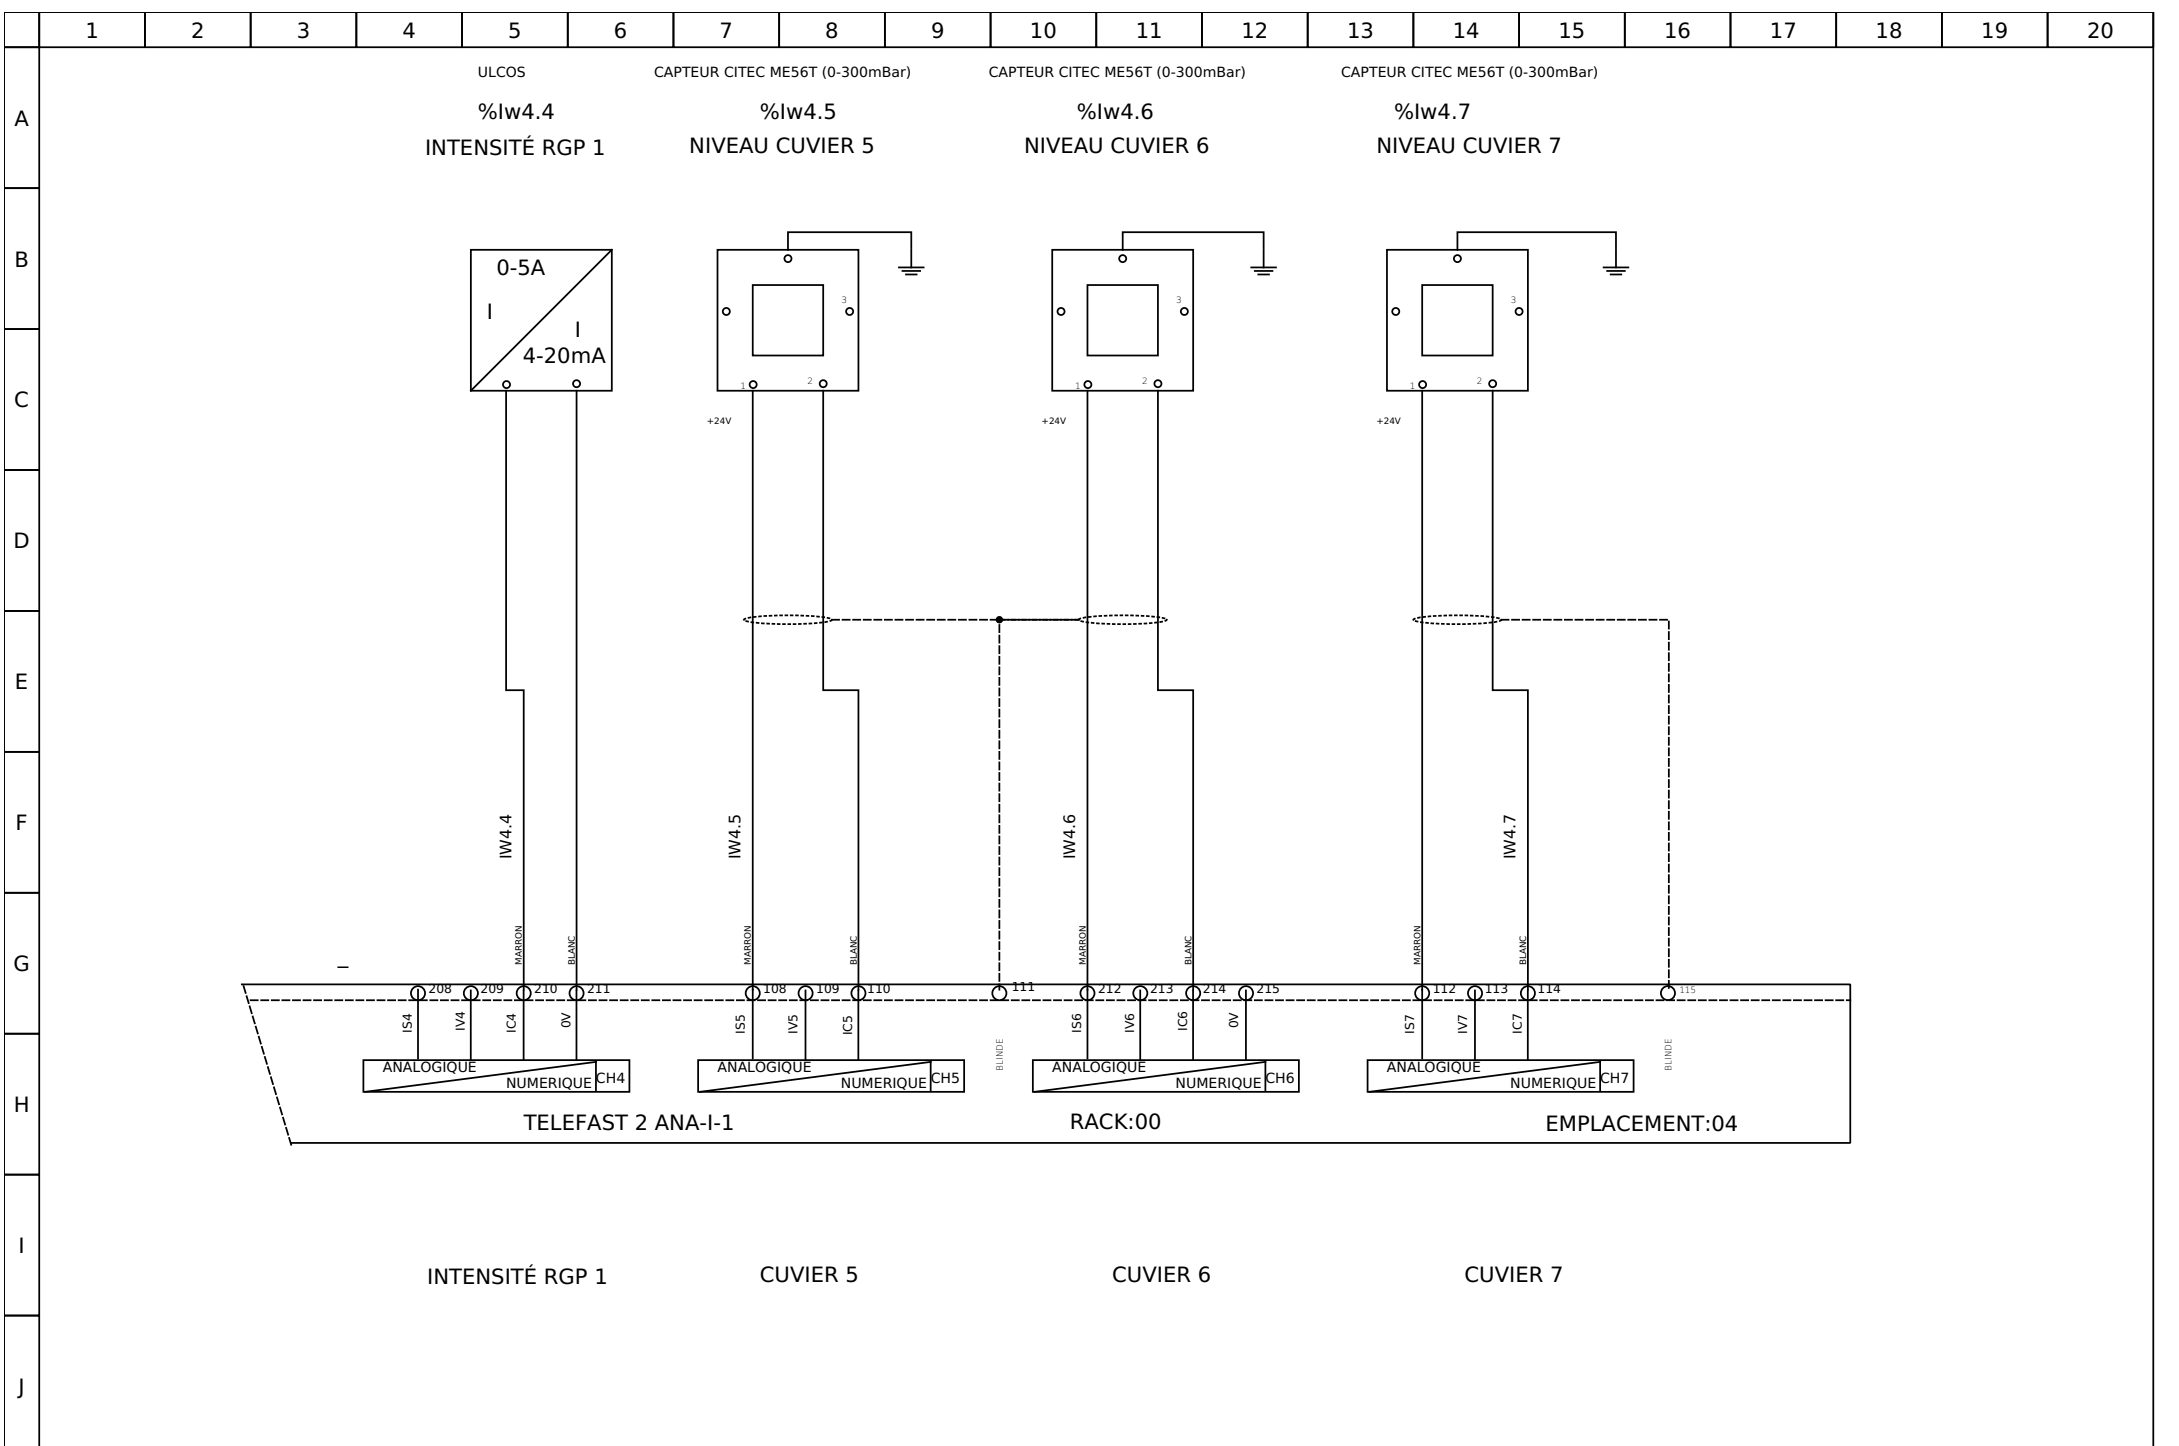 1 2 3 4 5 6 7 8 9 10 11 12 13 14 15 16 17 18 19 20
ULCOS CAPTEUR CITEC ME56T (0-300mBar) CAPTEUR CITEC ME56T (0-300mBar) CAPTEUR CITEC ME56T (0-300mBar)
A %Iw4.4 %Iw4.5 %Iw4.6 %Iw4.7
INTENSITÉ RGP 1 NIVEAU CUVIER 5 NIVEAU CUVIER 6 NIVEAU CUVIER 7
B
0-5A
I 3 3 3
I
4-20mA
1 2 1 2 1 2
C
+24V +24V +24V
D
E
F
IW4.4 IW4.5 IW4.6 IW4.7
MARRON BLANC MARRON BLANC MARRON BLANC MARRON BLANC
G
208 209 210 211 108 109 110 111 212 213 214 215 112 113 114 115
IS4 IV4 IC4 0V IS5 IV5 IC5 IS6 IV6 IC6 0V IS7 IV7 IC7
BLINDE BLINDE
ANALOGIQUE ANALOGIQUE ANALOGIQUE ANALOGIQUE
NUMERIQUE CH4 NUMERIQUE CH5 NUMERIQUE CH6 NUMERIQUE CH7
H
TELEFAST 2 ANA-I-1 RACK:00 EMPLACEMENT:04
I
INTENSITÉ RGP 1 CUVIER 5 CUVIER 6 CUVIER 7
J